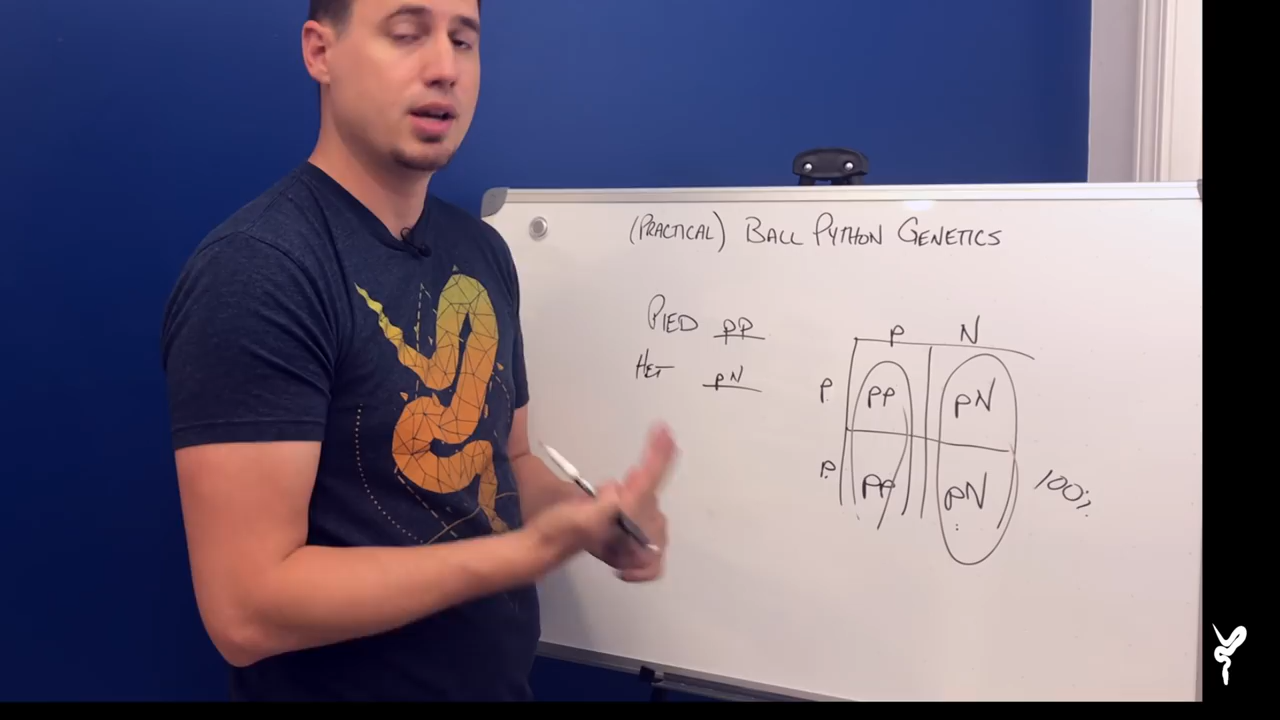 (PRACTICAL) BALL PYTHON GENETICS
PIED pp
HET pN
P N
P pp pN
P pp pN
100%